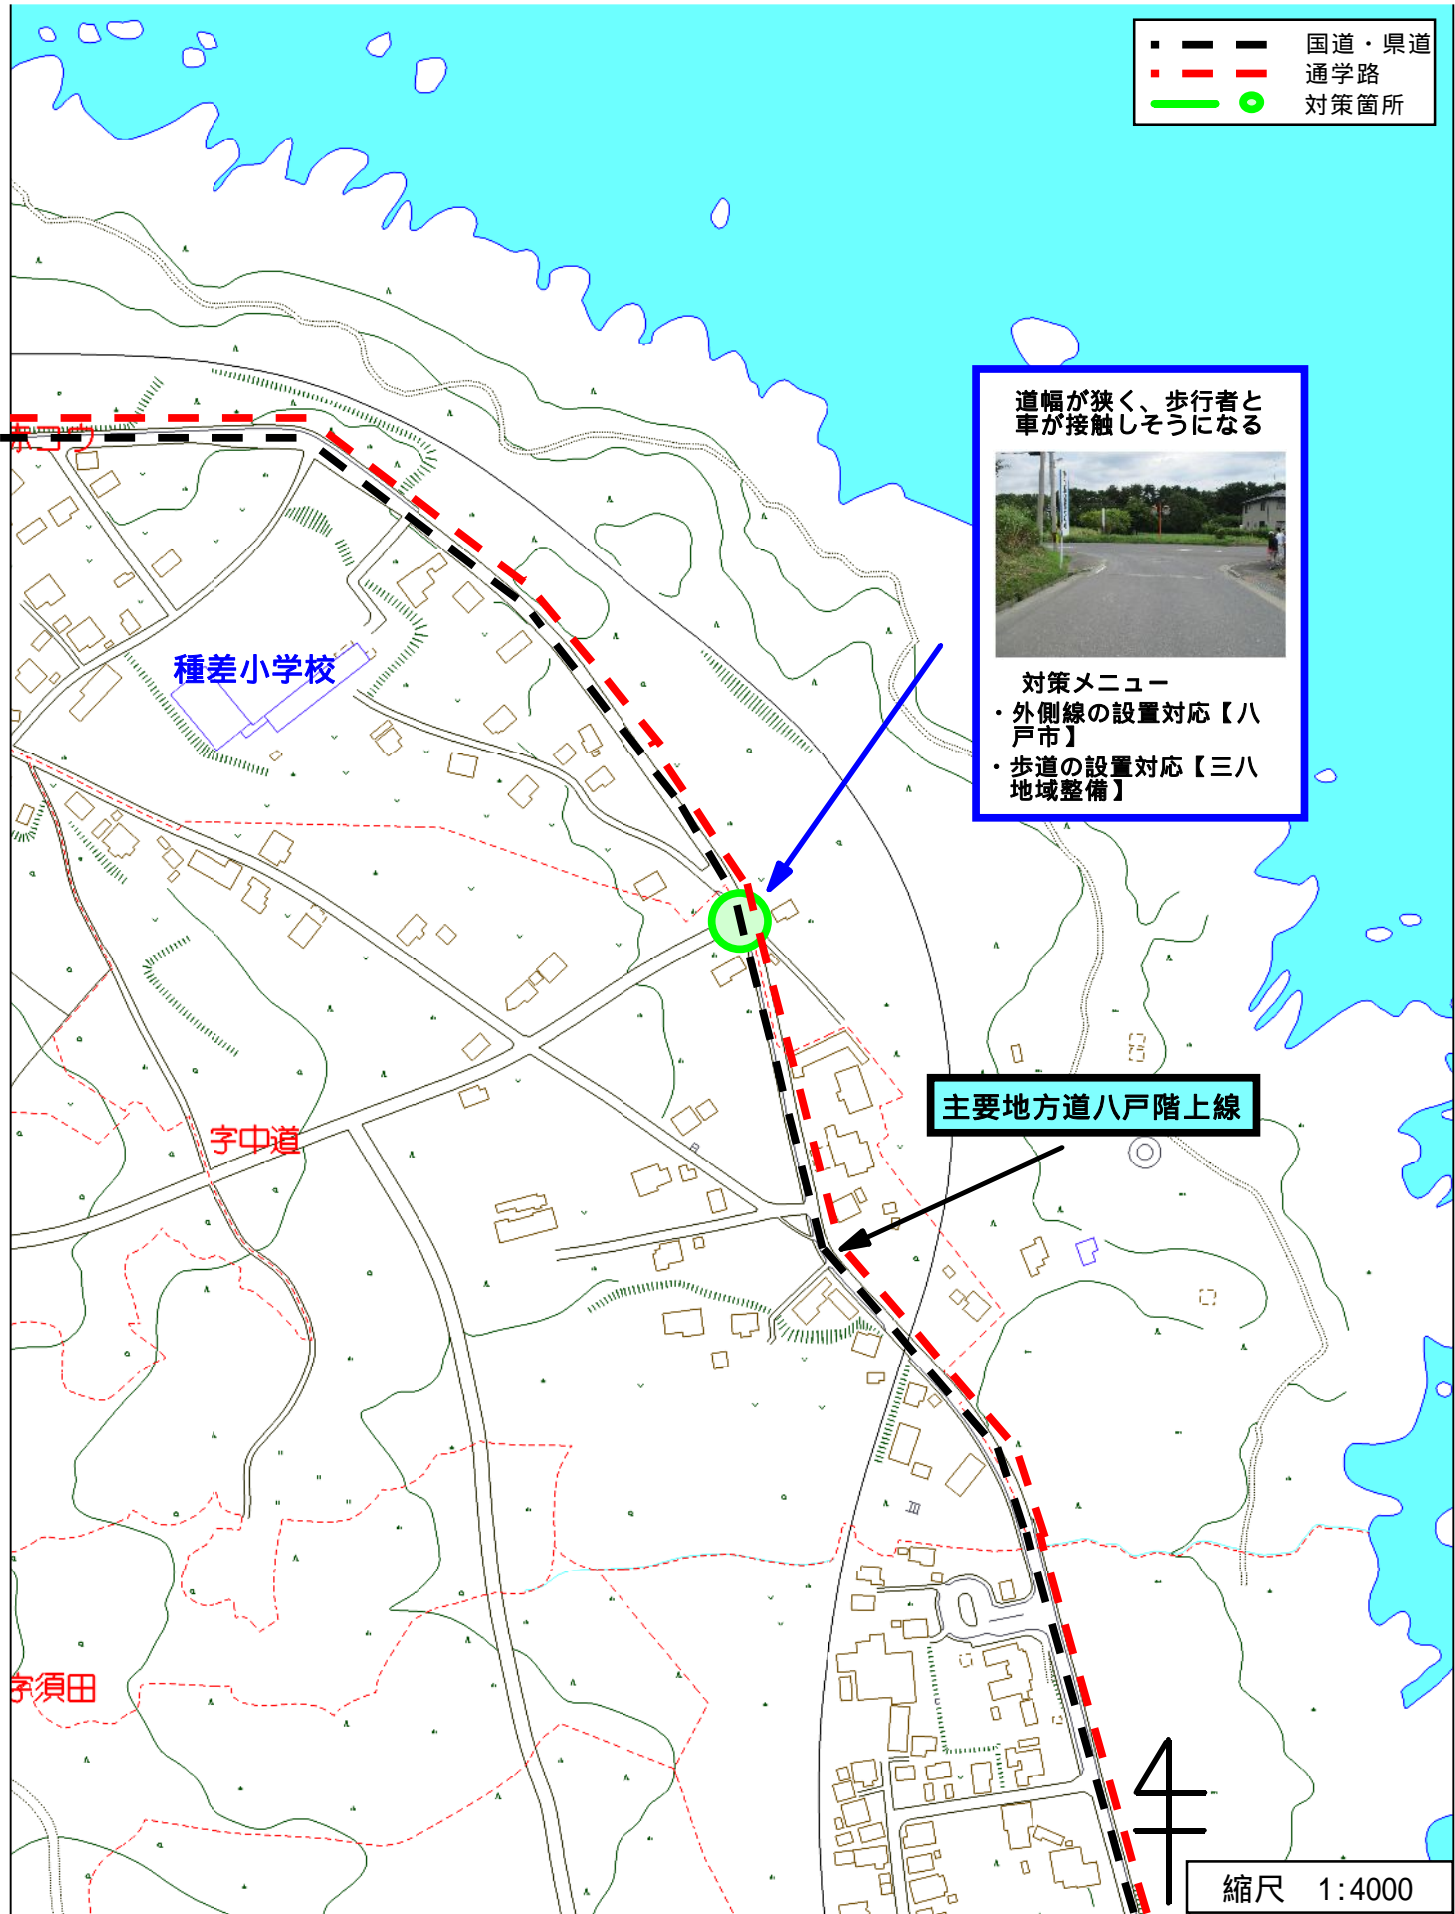 国道・県道
通学路
対策箇所
道幅が狭く、歩行者と
車が接触しそうになる
対策メニュー
・外側線の設置対応【八
戸市】
・歩道の設置対応【三八
地域整備】
種差小学校
主要地方道八戸階上線
字中道
字須田
縮尺 1:4000